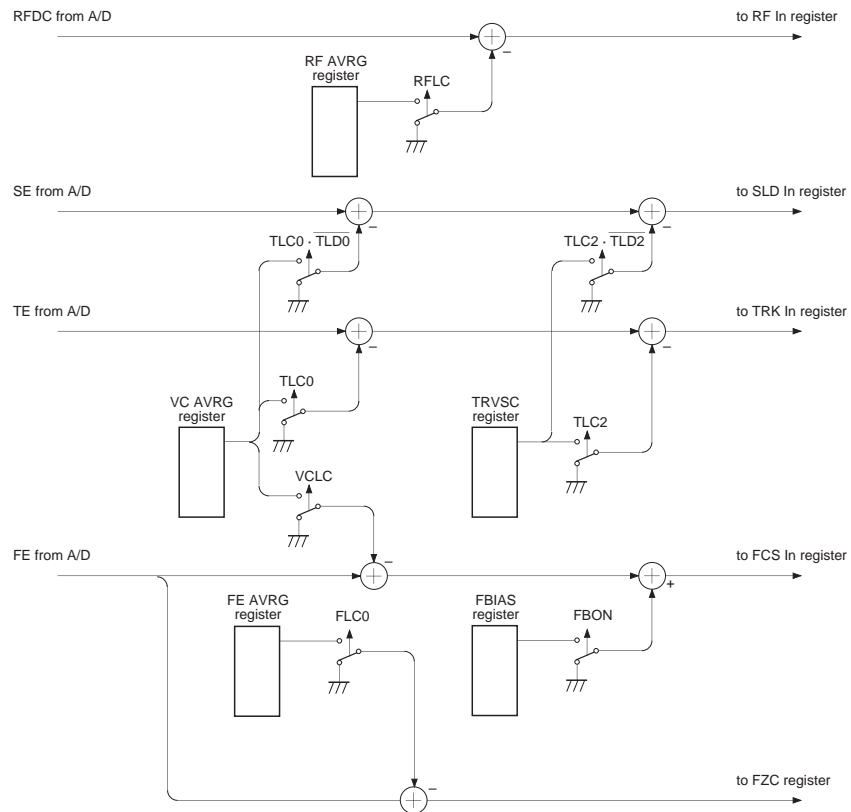 RFDC from A/D
to RF In register
−
RF AVRG
register
RFLC
SE from A/D
to SLD In register
−
−
TLC0 · T̅L̅D̅0̅
TLC2 · T̅L̅D̅2̅
TE from A/D
to TRK In register
−
−
TLC0
VC AVRG
register
TRVSC
register
TLC2
VCLC
FE from A/D
−
to FCS In register
+
FE AVRG
register
FLC0
FBIAS
register
FBON
−
to FZC register